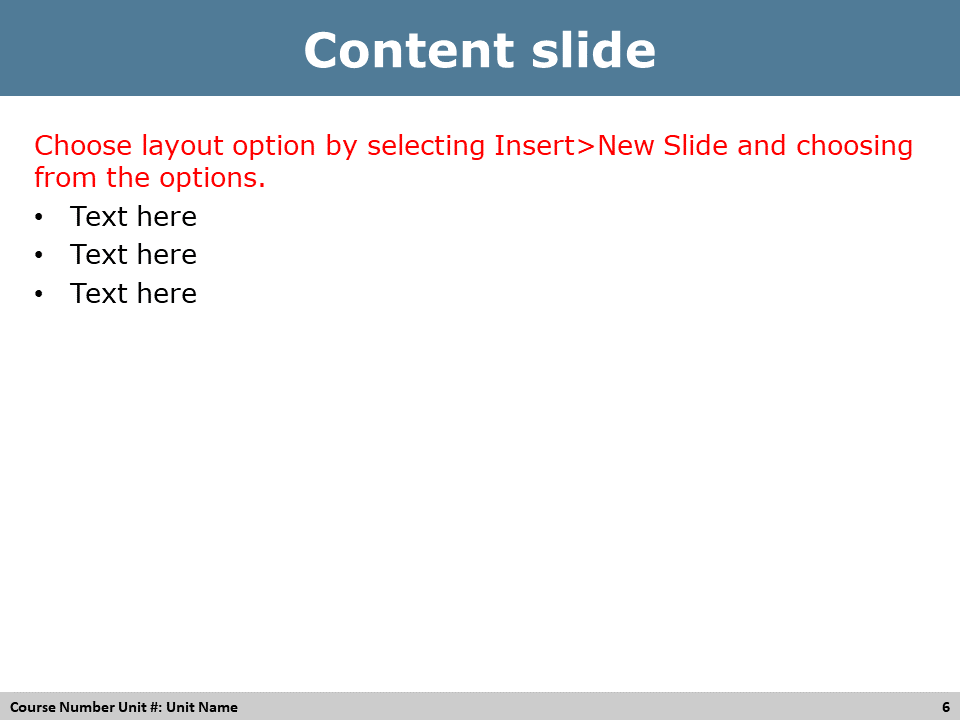 Content slide
Choose layout option by selecting Insert>New Slide and choosing
from the options.
• Text here
• Text here
• Text here
Course Number Unit #: Unit Name
6